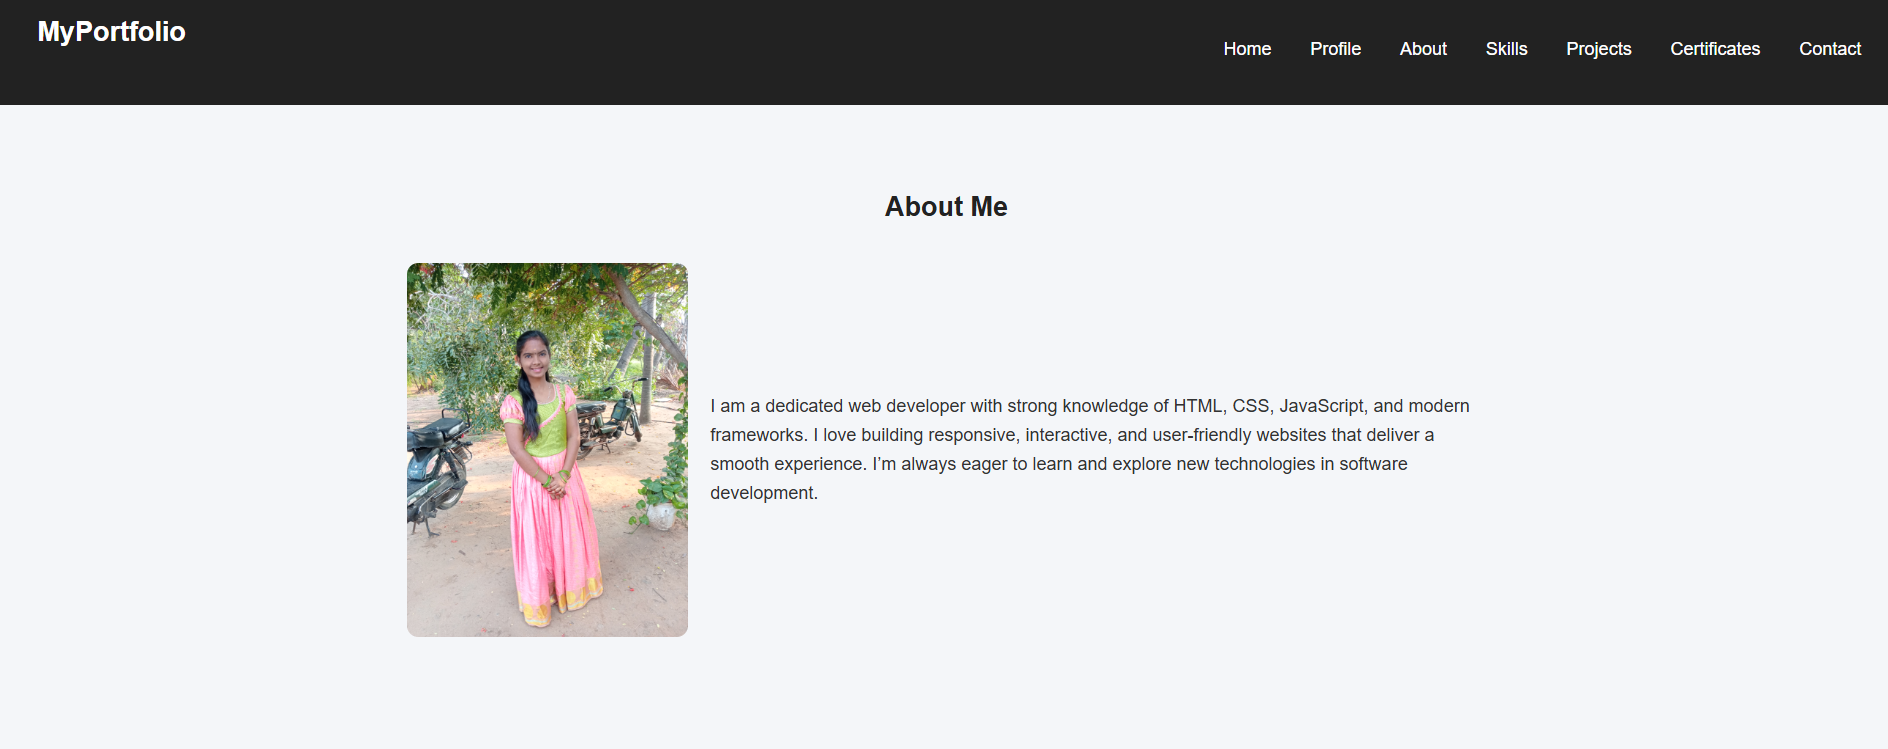 MyPortfolio
Home Profile About Skills Projects Certificates Contact
About Me
I am a dedicated web developer with strong knowledge of HTML, CSS, JavaScript, and modern
frameworks. I love building responsive, interactive, and user-friendly websites that deliver a
smooth experience. I’m always eager to learn and explore new technologies in software
development.